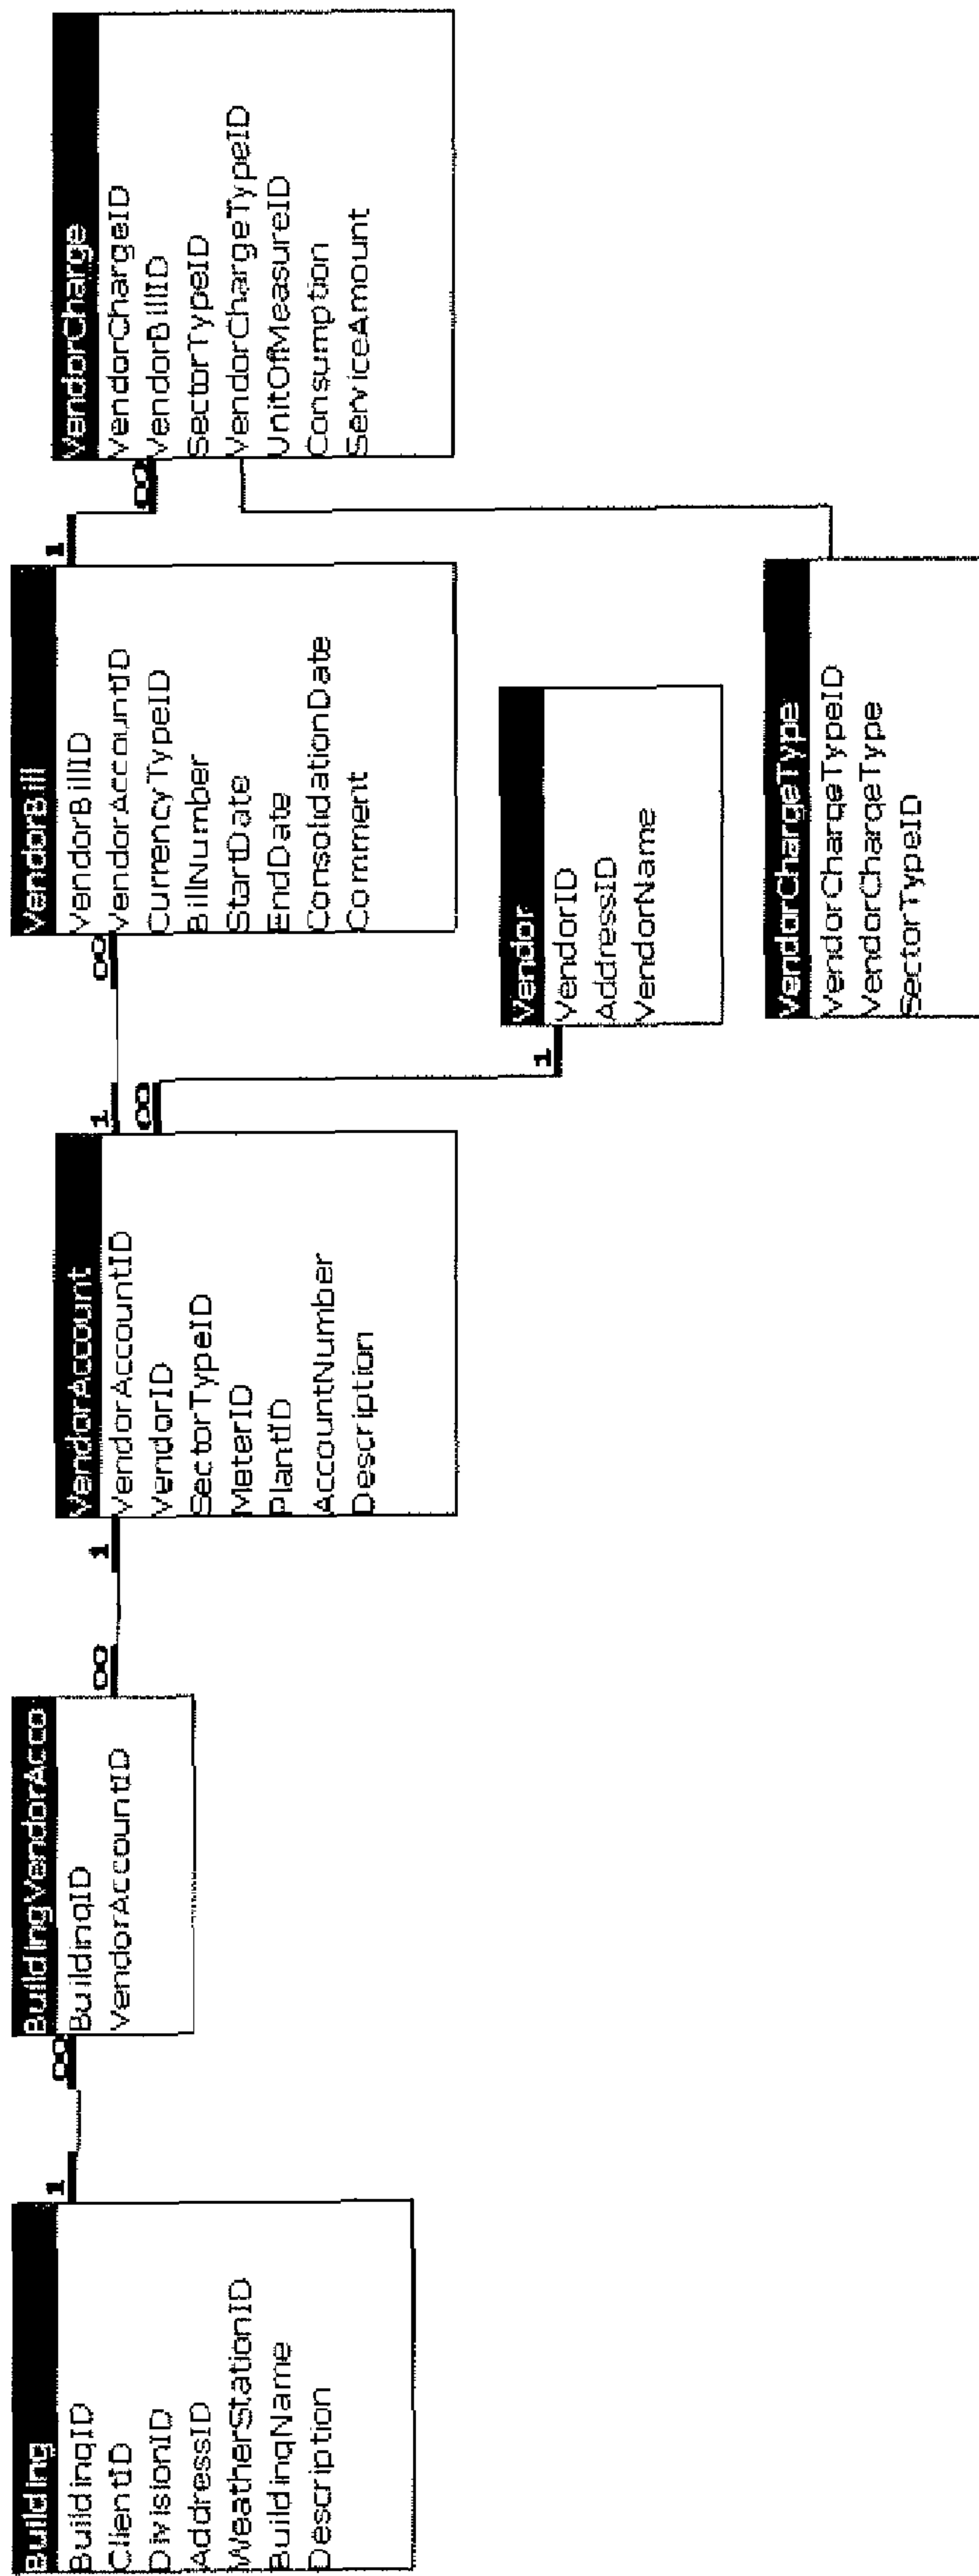 Building
BuildingID
ClientID
DivisionID
AddressID
WeatherStationID
BuildingName
Description
1
∞
BuildingVendorAcco
BuildingID
VendorAccountID
∞
1
VendorAccount
VendorAccountID
VendorID
SectorTypeID
MeterID
PlantID
AccountNumber
Description
1
∞
∞
1
VendorBill
VendorBillID
VendorAccountID
CurrencyTypeID
BillNumber
StartDate
EndDate
ConsolidationDate
Comment
1
∞
Vendor
VendorID
AddressID
VendorName
VendorChargeType
VendorChargeTypeID
VendorChargeType
SectorTypeID
VendorCharge
VendorChargeID
VendorBillID
SectorTypeID
VendorChargeTypeID
UnitOfMeasureID
Consumption
ServiceAmount